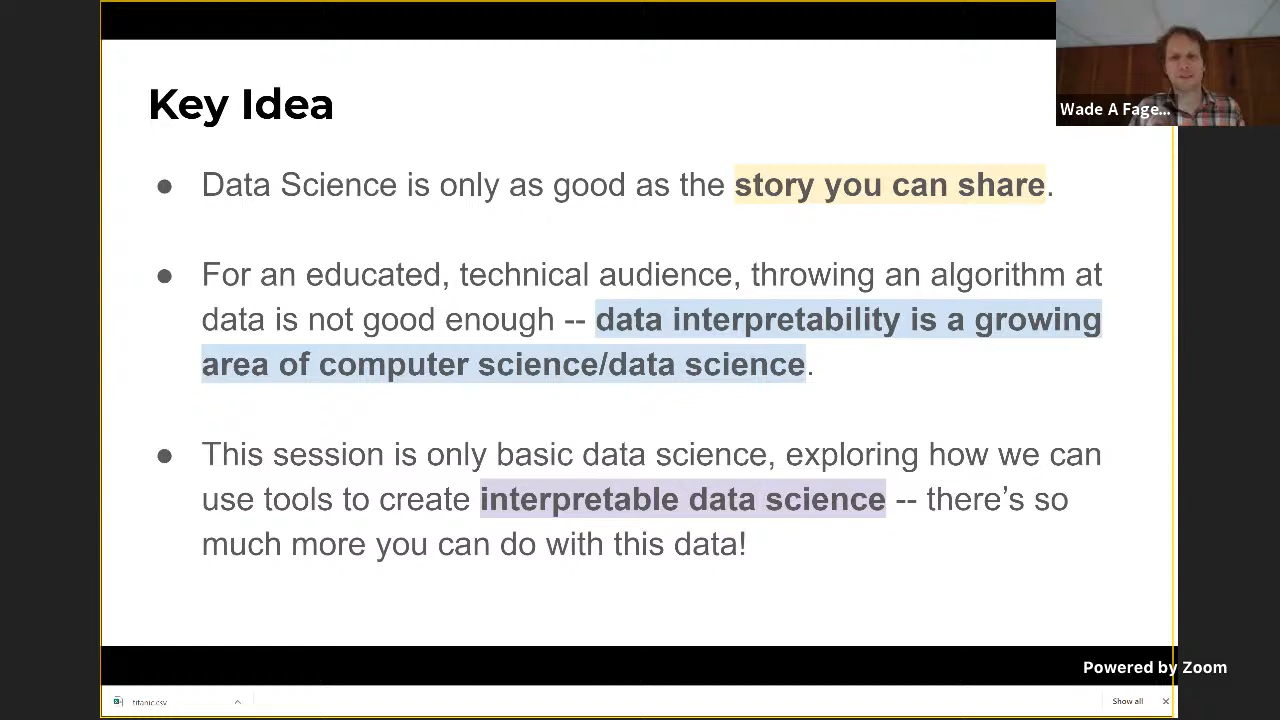 Key Idea
Wade A Fage...
● Data Science is only as good as the story you can share.
● For an educated, technical audience, throwing an algorithm at
data is not good enough -- data interpretability is a growing
area of computer science/data science.
● This session is only basic data science, exploring how we can
use tools to create interpretable data science -- there's so
much more you can do with this data!
Powered by Zoom
titanic.csv
Show all